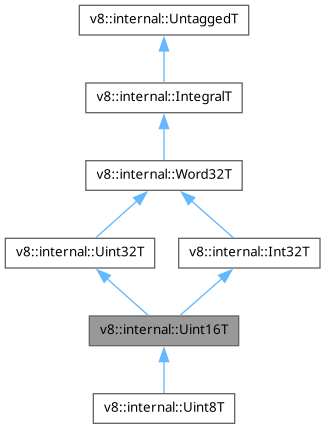 v8::internal::UntaggedT
v8::internal::IntegralT
v8::internal::Word32T
v8::internal::Uint32T
v8::internal::Int32T
v8::internal::Uint16T
v8::internal::Uint8T